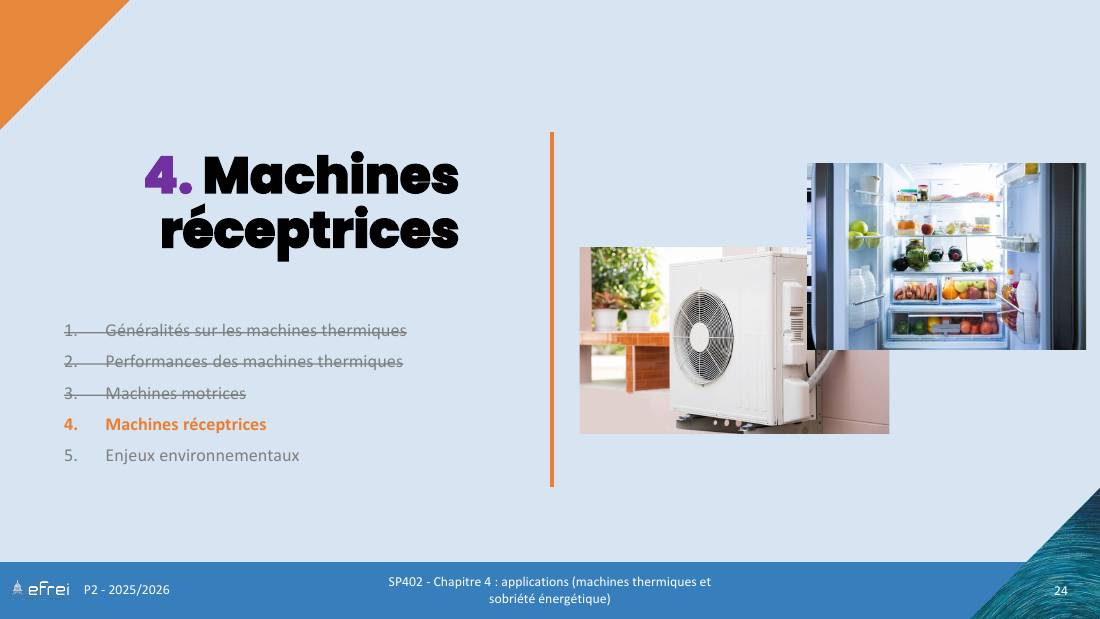 4. Machines
réceptrices
1. Généralités sur les machines thermiques
2. Performances des machines thermiques
3. Machines motrices
4. Machines réceptrices
5. Enjeux environnementaux
efrei
P2 - 2025/2026
SP402 - Chapitre 4 : applications (machines thermiques et
sobriété énergétique)
24